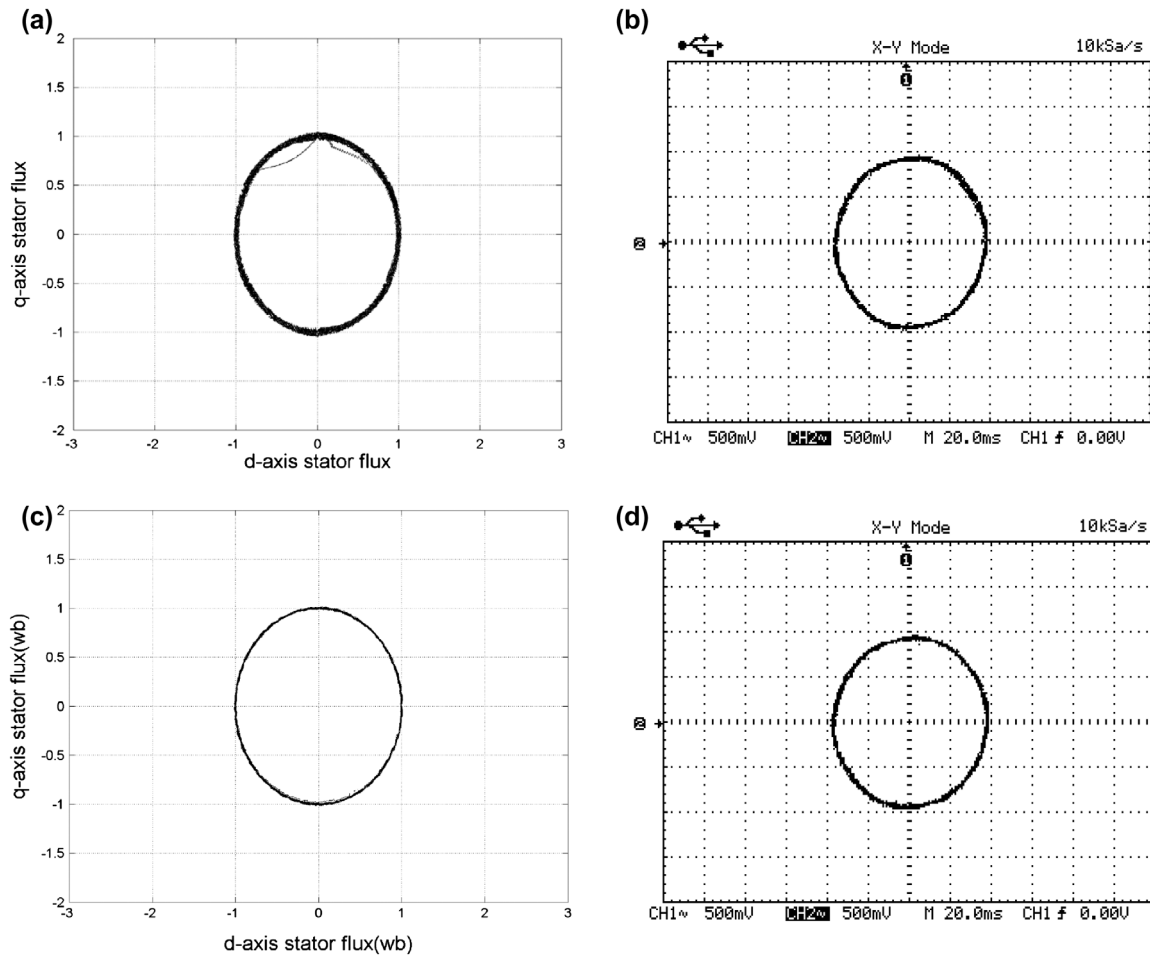 (a)
2
1.5
1
0.5
0
-0.5
-1
-1.5
-2
-3
-2
-1
0
1
2
3
q-axis stator flux
d-axis stator flux
(b)
X-Y Mode
10kSa/s
1
2
CH1~ 500mV CH2~ 500mV M 20.0ms CH1 0.00V
(c)
2
1.5
1
0.5
0
-0.5
-1
-1.5
-2
-3
-2
-1
0
1
2
3
q-axis stator flux(wb)
d-axis stator flux(wb)
(d)
X-Y Mode
10kSa/s
1
2
CH1~ 500mV CH2~ 500mV M 20.0ms CH1 0.00V